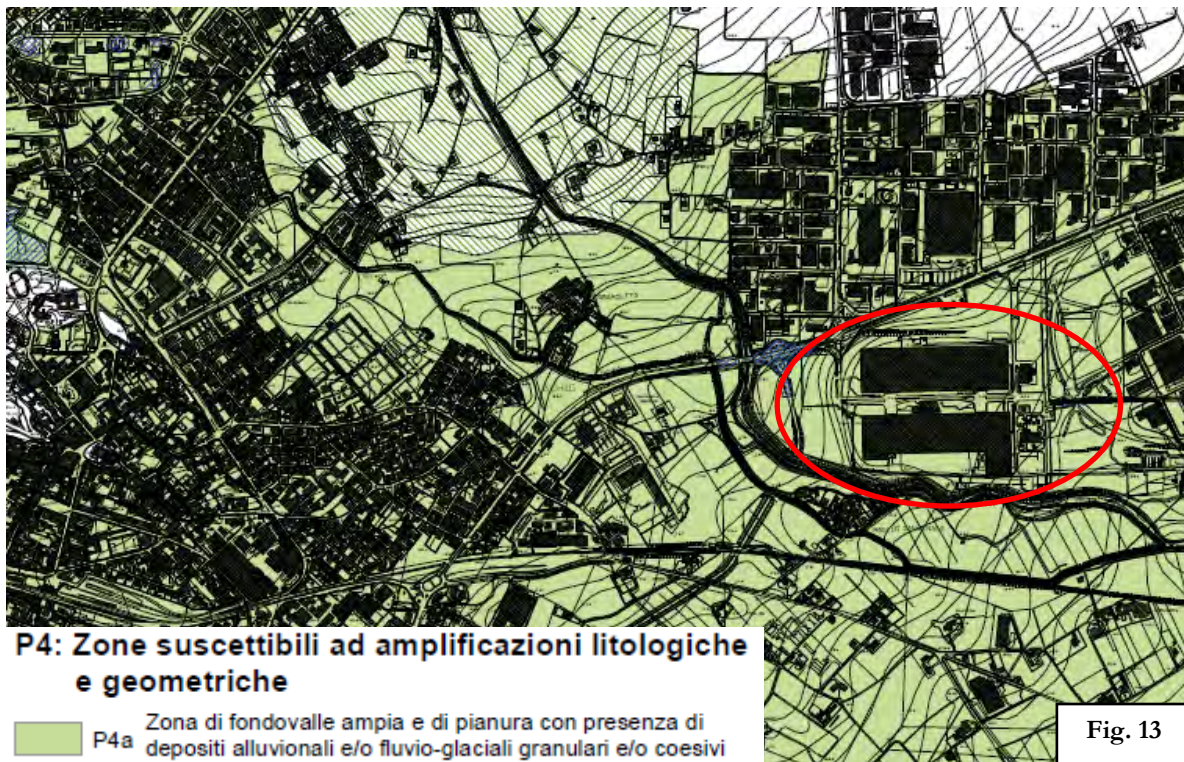 P4: Zone suscettibili ad amplificazioni litologiche
e geometriche
P4a Zona di fondovalle ampia e di pianura con presenza di
depositi alluvionali e/o fluvio-glaciali granulari e/o coesivi
Fig. 13